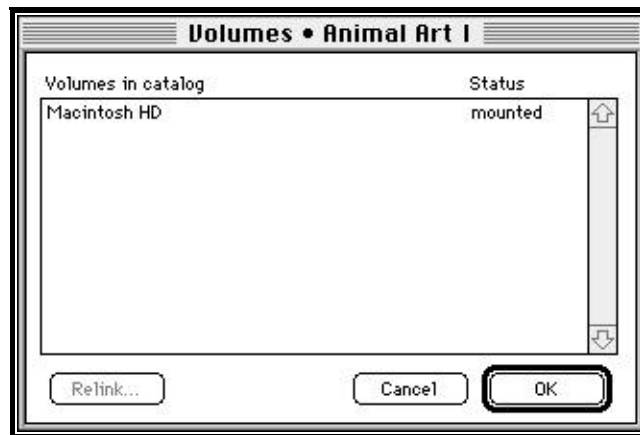 Volumes • Animal Art I
Volumes in catalog Status
Macintosh HD mounted
Relink... Cancel OK